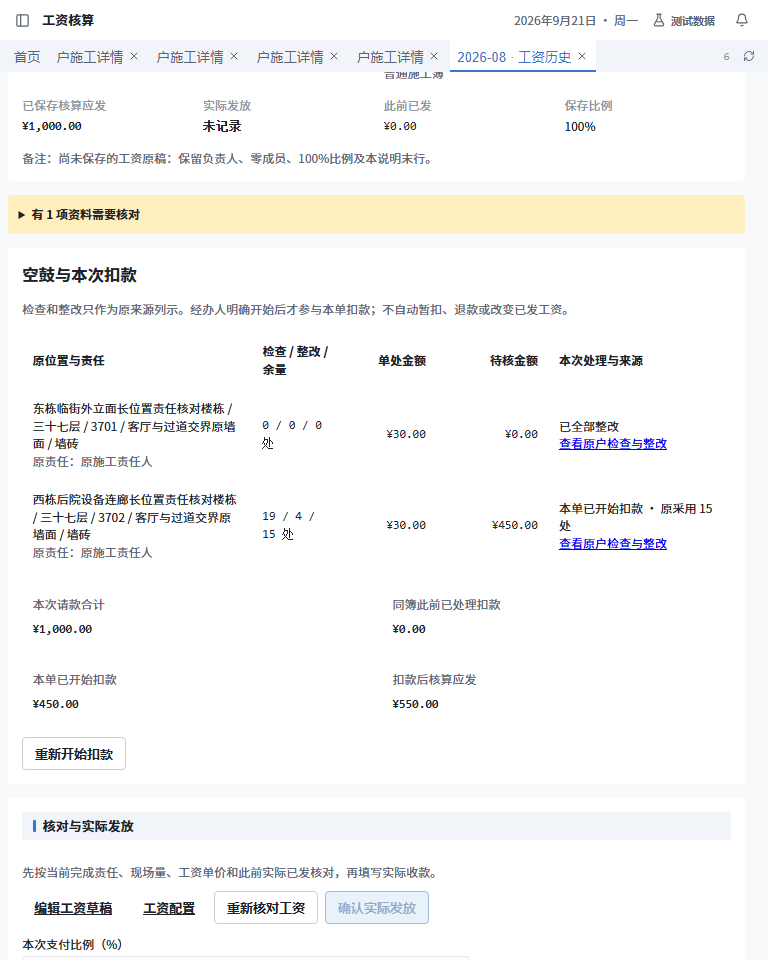 工资核算
2026年9月21日 · 周一
测试数据
首页
户施工详情 ×
户施工详情 ×
户施工详情 ×
户施工详情 ×
2026-08 · 工资历史 ×
6
普通施工薄
已保存核算应发
实际发放
此前已发
保存比例
¥1,000.00
未记录
¥0.00
100%
备注：尚未保存的工资原稿：保留负责人、零成员、100%比例及本说明末行。
▶ 有 1 项资料需要核对
空鼓与本次扣款
检查和整改只作为原来源列示。经办人明确开始后才参与本单扣款；不自动暂扣、退款或改变已发工资。
原位置与责任
检查 / 整改 /
余量
单处金额
待核金额
本次处理与来源
东栋临街外立面长位置责任核对楼栋 /
三十七层 / 3701 / 客厅与过道交界原墙
面 / 墙砖
原责任：原施工责任人
0 / 0 / 0
处
¥30.00
¥0.00
已全部整改
查看原户检查与整改
西栋后院设备连廊长位置责任核对楼栋
/ 三十七层 / 3702 / 客厅与过道交界原
墙面 / 墙砖
原责任：原施工责任人
19 / 4 /
15 处
¥30.00
¥450.00
本单已开始扣款 · 原采用 15
处
查看原户检查与整改
本次请款合计
同簿此前已处理扣款
¥1,000.00
¥0.00
本单已开始扣款
扣款后核算应发
¥450.00
¥550.00
重新开始扣款
核对与实际发放
先按当前完成责任、现场量、工资单价和此前实际已发核对，再填写实际收款。
编辑工资草稿
工资配置
重新核对工资
确认实际发放
本次支付比例（%）